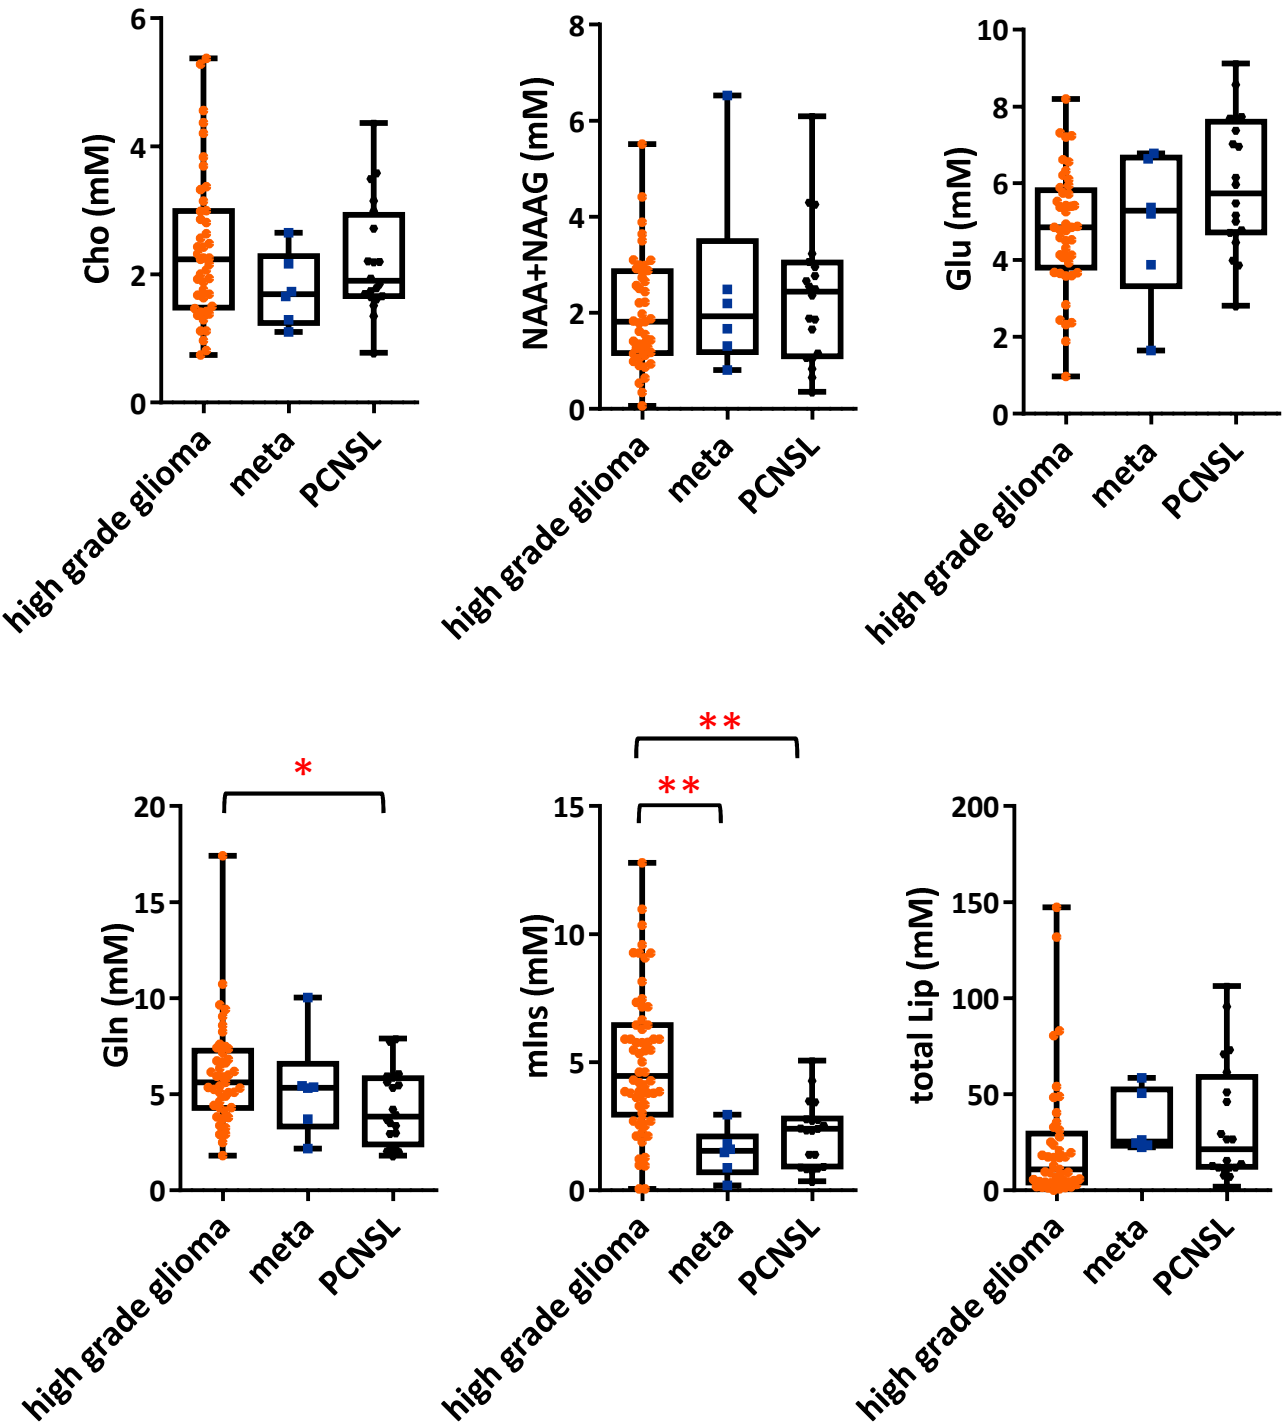 Cho (mM)
6
4
2
0
high grade glioma
meta
PCNSL
NAA+NAAG (mM)
8
6
4
2
0
high grade glioma
meta
PCNSL
Glu (mM)
10
8
6
4
2
0
high grade glioma
meta
PCNSL
*
Gln (mM)
20
15
10
5
0
high grade glioma
meta
PCNSL
**
**
mIns (mM)
15
10
5
0
high grade glioma
meta
PCNSL
total Lip (mM)
200
150
100
50
0
high grade glioma
meta
PCNSL